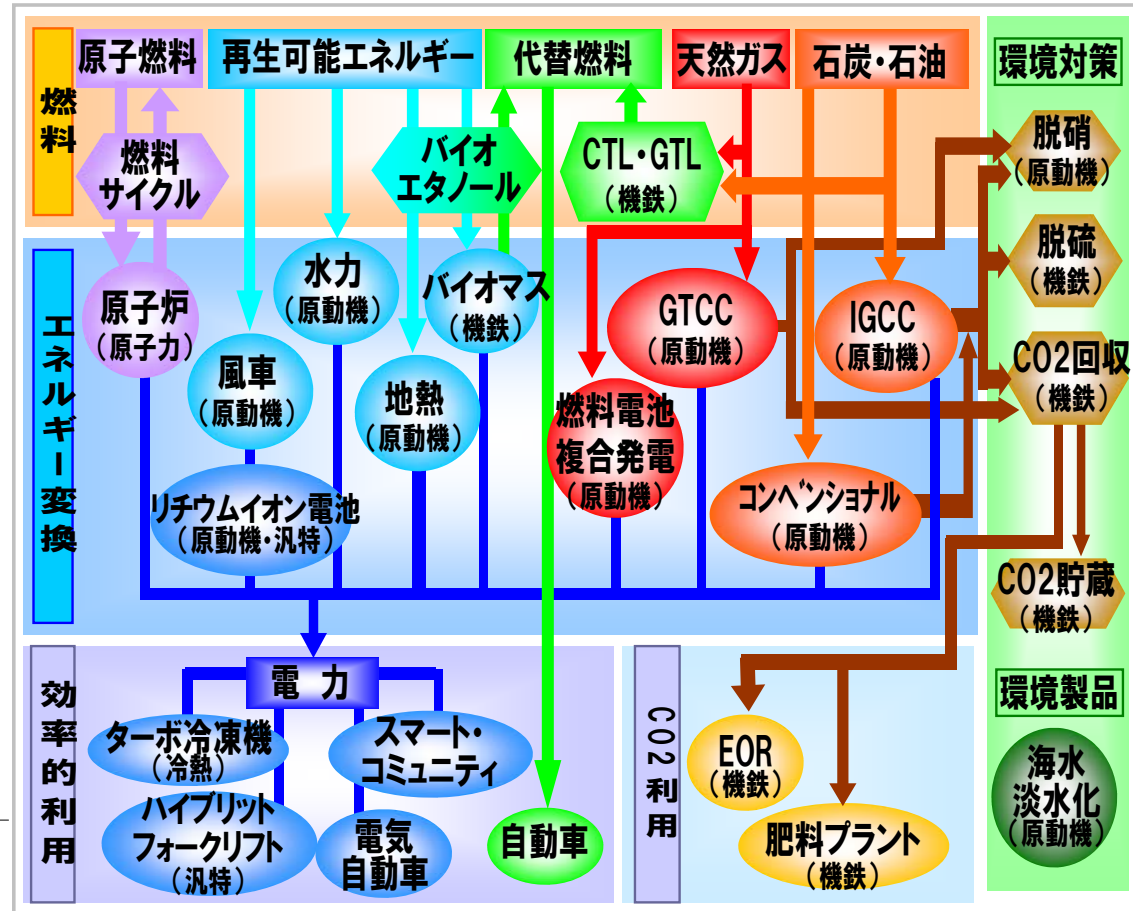 燃料
原子燃料
再生可能エネルギー
代替燃料
天然ガス
石炭・石油
環境対策
燃料
サイクル
バイオ
エタノール
CTL・GTL
(機鉄)
脱硝
(原動機)
脱硫
(機鉄)
CO2回収
(機鉄)
CO2貯蔵
(機鉄)
エネルギー変換
原子炉
(原子力)
水力
(原動機)
バイオマス
(機鉄)
風車
(原動機)
地熱
(原動機)
GTCC
(原動機)
IGCC
(原動機)
燃料電池
複合発電
(原動機)
リチウムイオン電池
(原動機・汎特)
コンベンショナル
(原動機)
効率的利用
電 力
ターボ冷凍機
(冷熱)
スマート・
コミュニティ
ハイブリット
フォークリフト
(汎特)
電気
自動車
自動車
CO2利用
EOR
(機鉄)
肥料プラント
(機鉄)
環境製品
海水
淡水化
(原動機)